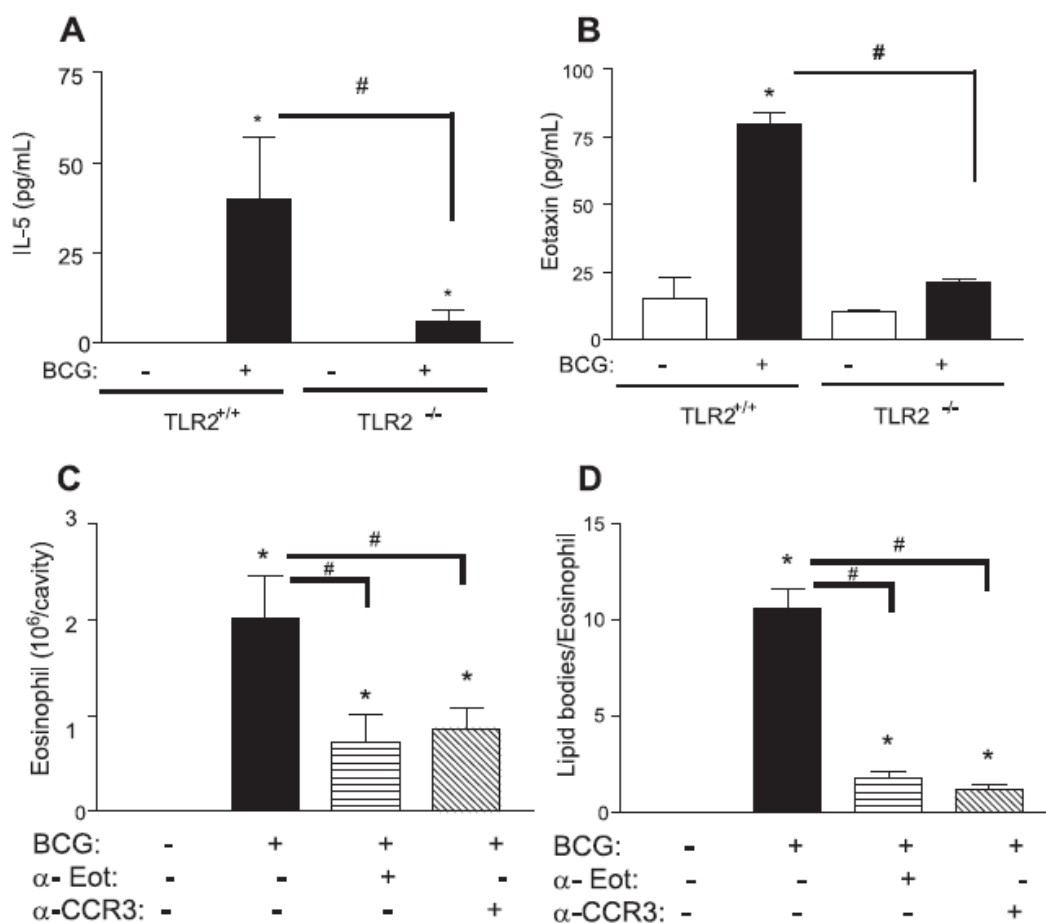 A
IL-5 (pg/mL)
75
50
25
0
*
#
*
BCG: - + - +
TLR2+/+ TLR2 -/-
B
Eotaxin (pg/mL)
100
75
50
25
0
*
#
BCG: - + - +
TLR2+/+ TLR2 -/-
C
Eosinophil (10⁶/cavity)
3
2
1
0
*
#
#
*
*
BCG: - + + +
α- Eot: - - + -
α-CCR3: - - - +
D
Lipid bodies/Eosinophil
15
10
5
0
*
#
#
*
*
BCG: - + + +
α- Eot: - - + -
α-CCR3: - - - +